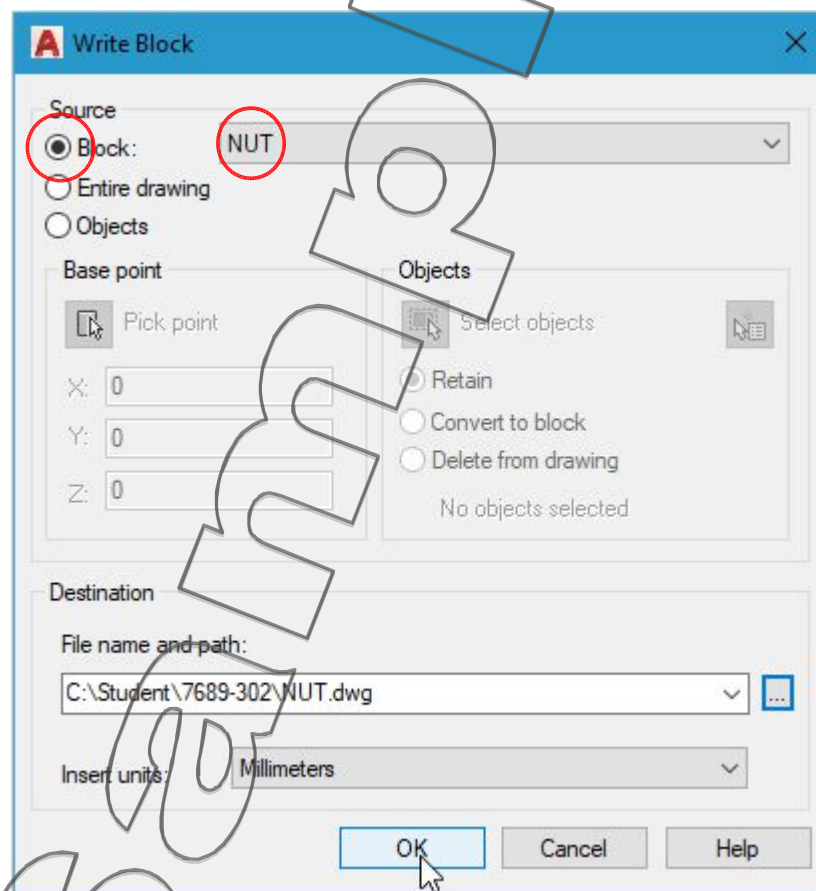 Write Block
Source
Block: NUT
Entire drawing
Objects
Base point
Pick point
X: 0
Y: 0
Z: 0
Objects
Select objects
Retain
Convert to block
Delete from drawing
No objects selected
Destination
File name and path:
C:\Student\7689-302\NUT.dwg
...
Insert units: Millimeters
OK Cancel Help